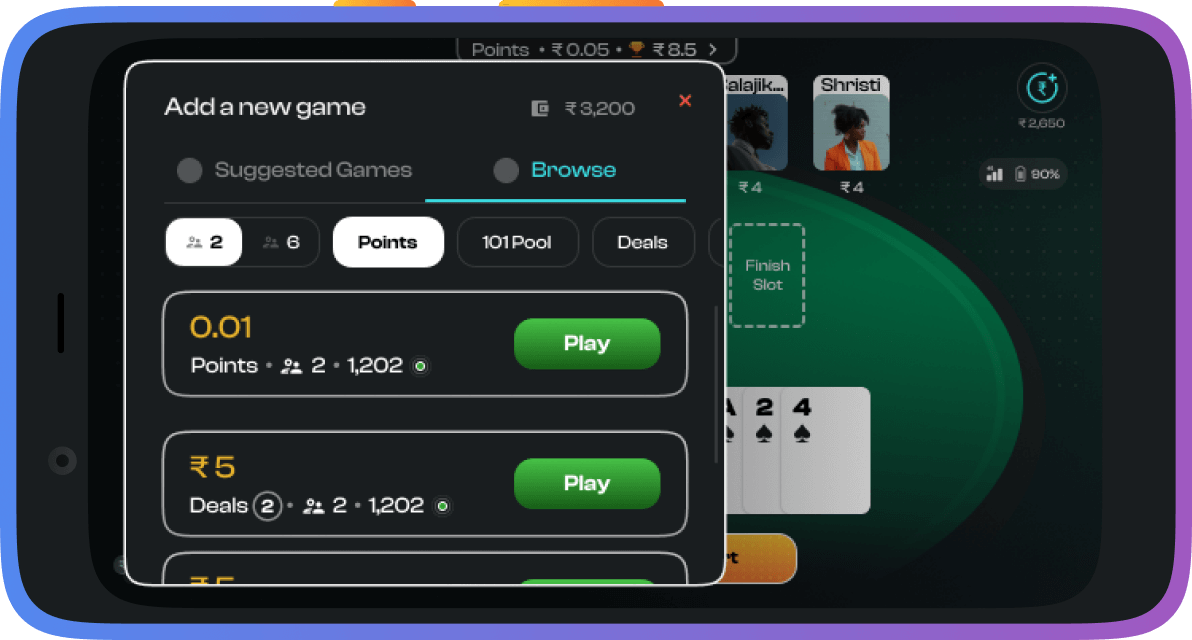 Points • ₹0.05 • ₹8.5 >
Add a new game
₹3,200
Suggested Games
Browse
2
6
Points
101 Pool
Deals
0.01
Points • 2 • 1,202
Play
₹5
Deals 2 • 2 • 1,202
Play
₹4
Shristi
₹4
₹2,650
90%
Finish
Slot
A
2
4